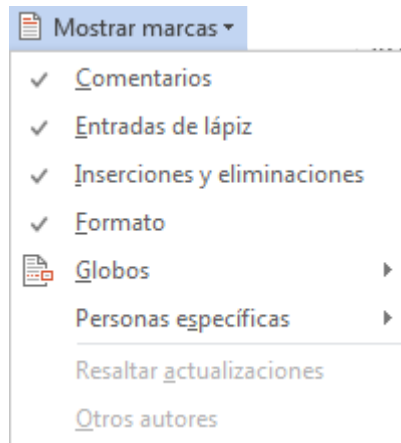 Mostrar marcas
Comentarios
Entradas de lápiz
Inserciones y eliminaciones
Formato
Globos
Personas específicas
Resaltar actualizaciones
Otros autores